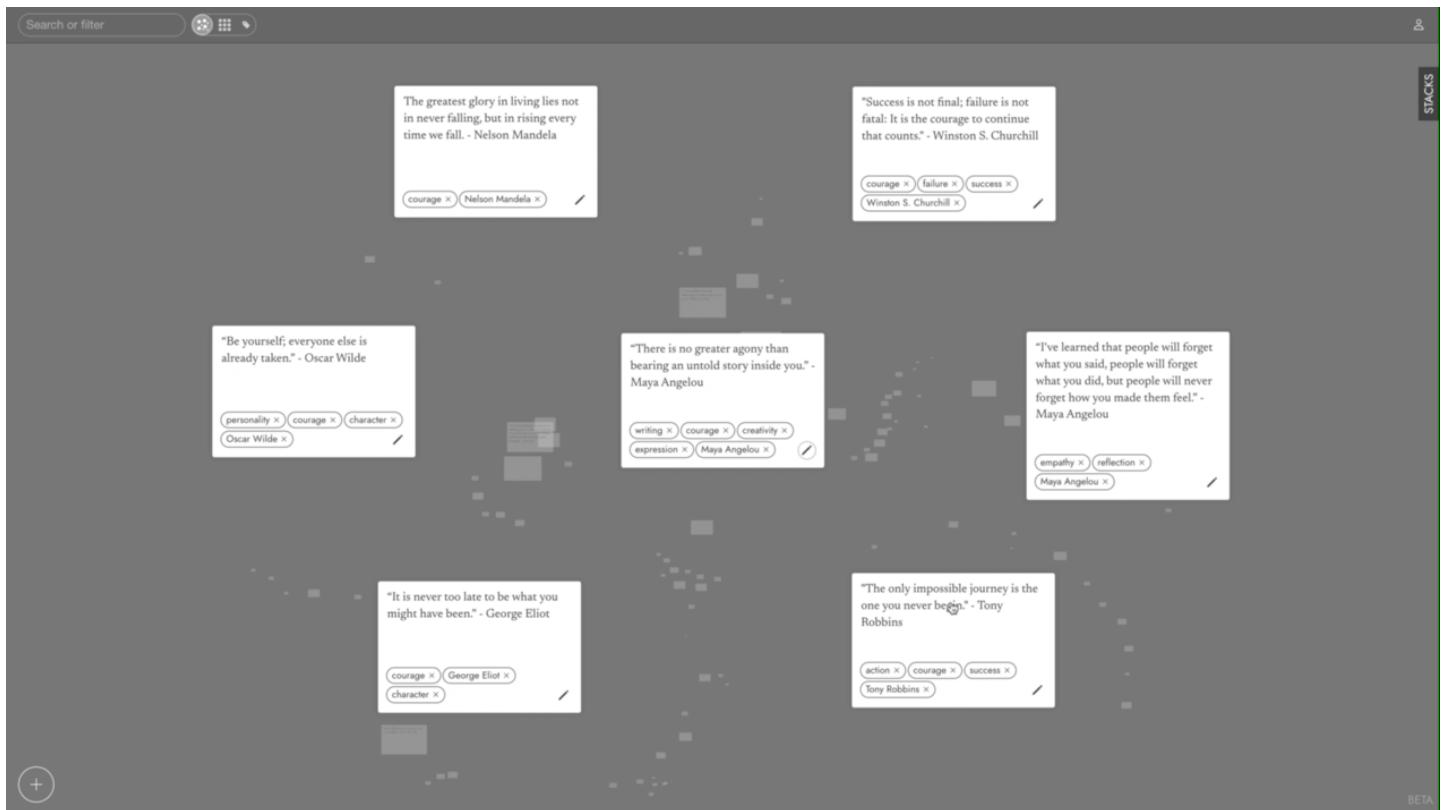 Search or filter
STACKS
The greatest glory in living lies not
in never falling, but in rising every
time we fall. - Nelson Mandela
courage × Nelson Mandela ×
"Success is not final; failure is not
fatal: It is the courage to continue
that counts." - Winston S. Churchill
courage × failure × success ×
Winston S. Churchill ×
“Be yourself; everyone else is
already taken.” - Oscar Wilde
personality × courage × character ×
Oscar Wilde ×
“There is no greater agony than
bearing an untold story inside you.” -
Maya Angelou
writing × courage × creativity ×
expression × Maya Angelou ×
“I've learned that people will forget
what you said, people will forget
what you did, but people will never
forget how you made them feel.” -
Maya Angelou
empathy × reflection ×
Maya Angelou ×
“It is never too late to be what you
might have been.” - George Eliot
courage × George Eliot ×
character ×
"The only impossible journey is the
one you never begin." - Tony
Robbins
action × courage × success ×
Tony Robbins ×
BETA